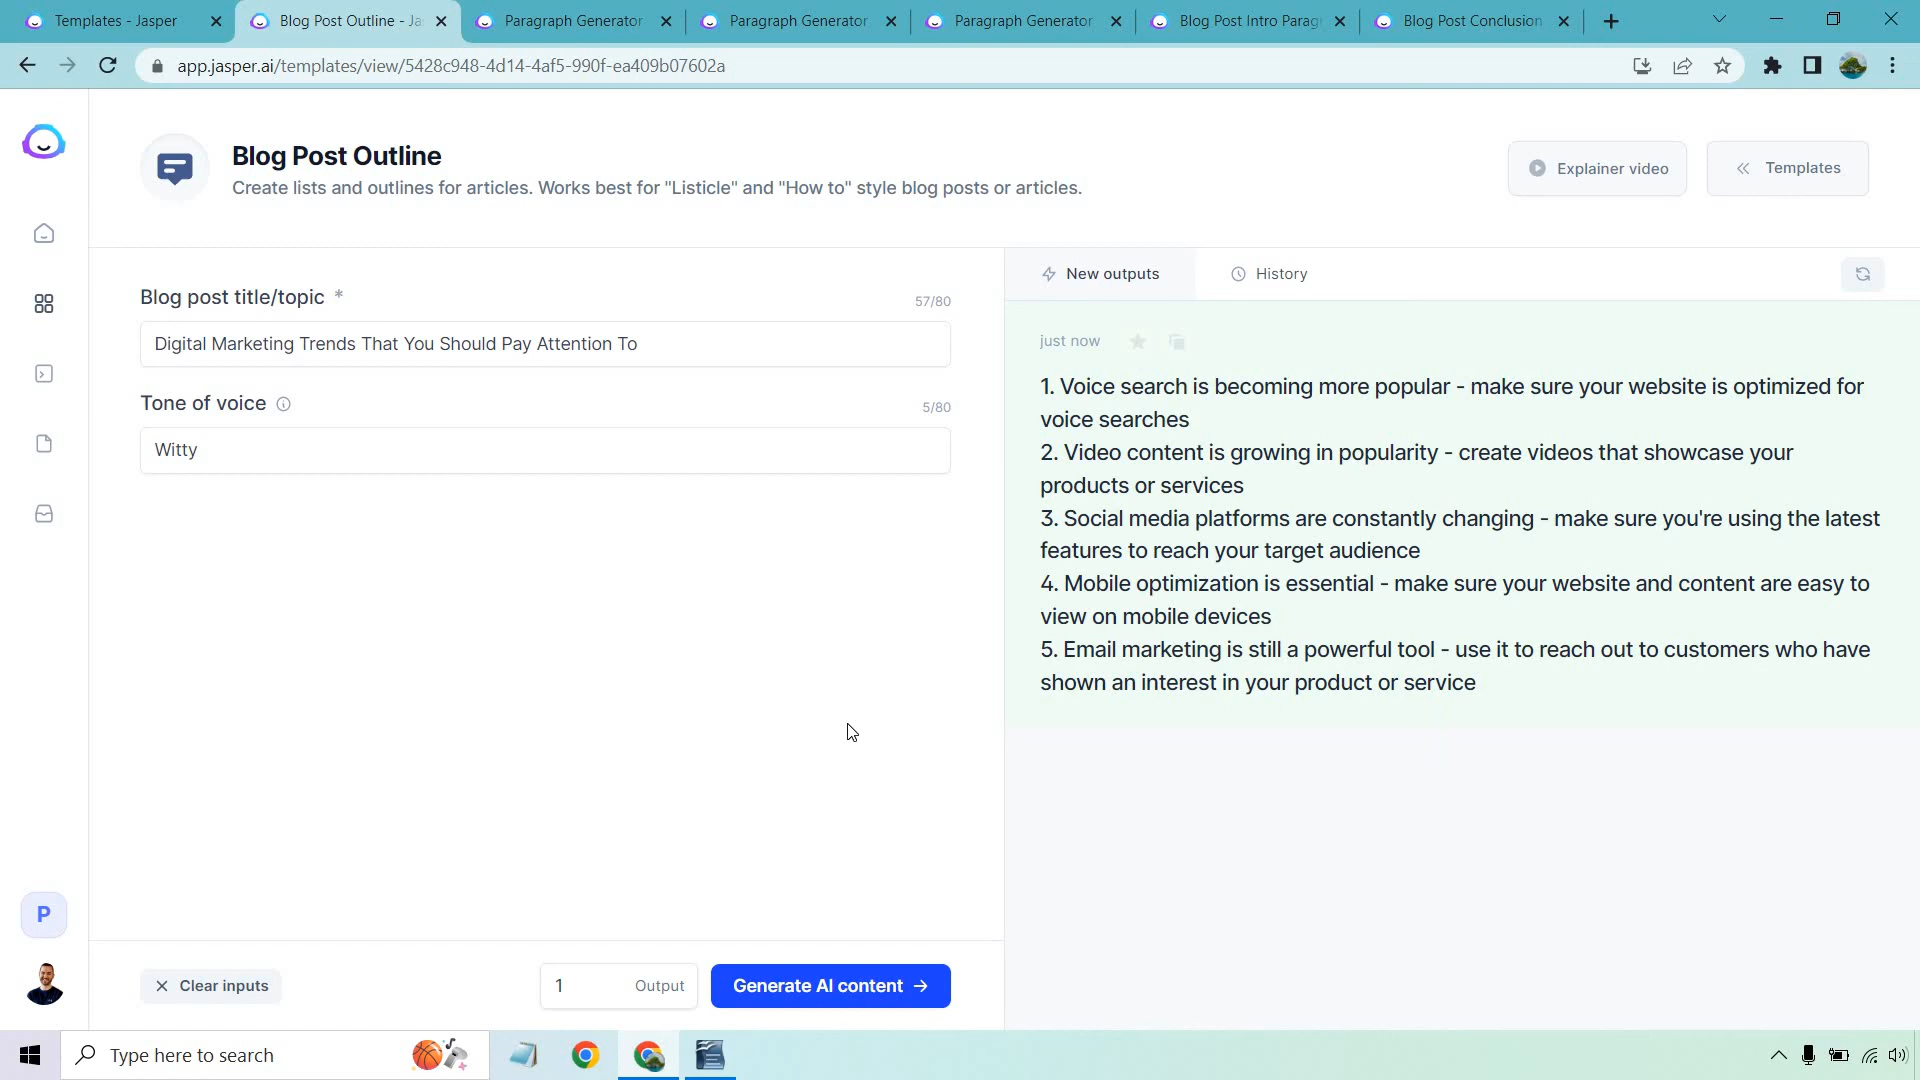 Templates - Jasper
Blog Post Outline - Ja
Paragraph Generator
Paragraph Generator
Paragraph Generator
Blog Post Intro Parag
Blog Post Conclusion
app.jasper.ai/templates/view/5428c948-4d14-4af5-990f-ea409b07602a
Blog Post Outline
Create lists and outlines for articles. Works best for "Listicle" and "How to" style blog posts or articles.
Explainer video
Templates
Blog post title/topic *
57/80
Digital Marketing Trends That You Should Pay Attention To
Tone of voice
5/80
Witty
New outputs
History
just now
1. Voice search is becoming more popular - make sure your website is optimized for
voice searches
2. Video content is growing in popularity - create videos that showcase your
products or services
3. Social media platforms are constantly changing - make sure you're using the latest
features to reach your target audience
4. Mobile optimization is essential - make sure your website and content are easy to
view on mobile devices
5. Email marketing is still a powerful tool - use it to reach out to customers who have
shown an interest in your product or service
P
Clear inputs
1 Output
Generate AI content →
Type here to search